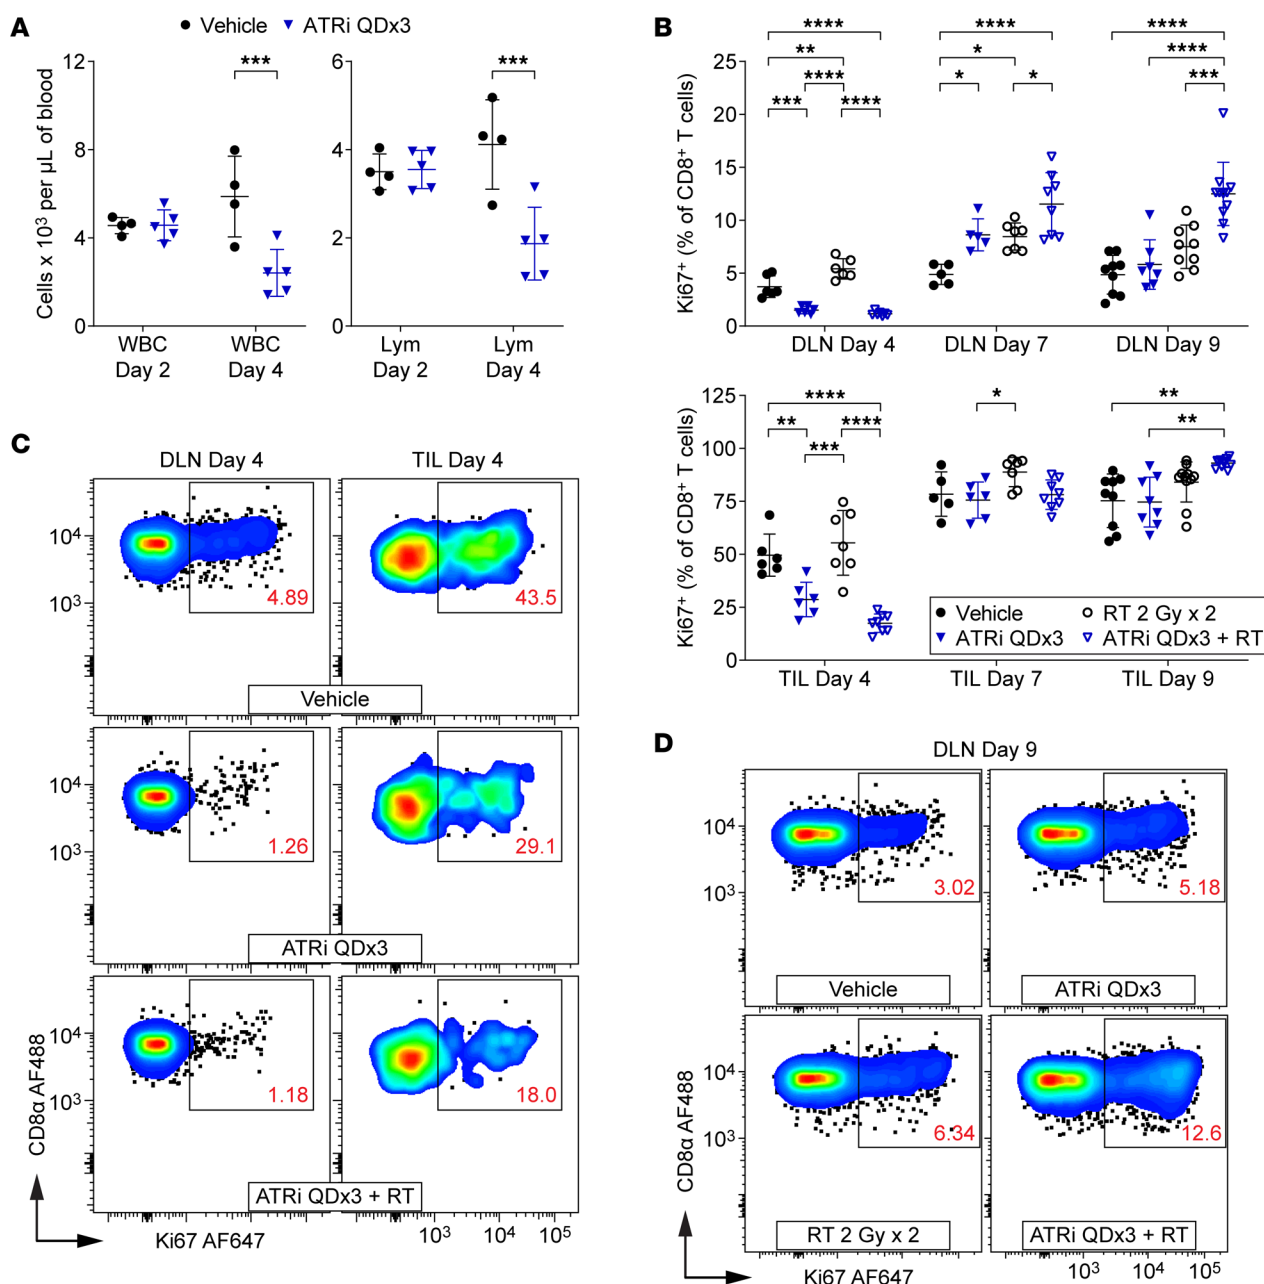 A
Vehicle ATRi QDx3
Cells x 10³ per µL of blood
12
8
4
0
***
WBC Day 2
WBC Day 4
6
4
2
0
***
Lym Day 2
Lym Day 4
B
Ki67⁺ (% of CD8⁺ T cells)
25
20
15
10
5
0
****
**
****
***
****
****
*
*
*
****
****
***
DLN Day 4
DLN Day 7
DLN Day 9
Ki67⁺ (% of CD8⁺ T cells)
125
100
75
50
25
0
****
**
****
***
*
**
**
Vehicle
RT 2 Gy x 2
ATRi QDx3
ATRi QDx3 + RT
TIL Day 4
TIL Day 7
TIL Day 9
C
DLN Day 4
TIL Day 4
10⁴
10³
4.89
43.5
Vehicle
10⁴
10³
1.26
29.1
ATRi QDx3
10⁴
10³
1.18
18.0
ATRi QDx3 + RT
CD8α AF488
Ki67 AF647
10³ 10⁴ 10⁵
D
DLN Day 9
10⁴
10³
3.02
5.18
Vehicle
ATRi QDx3
10⁴
10³
6.34
12.6
RT 2 Gy x 2
ATRi QDx3 + RT
CD8α AF488
Ki67 AF647
10³ 10⁴ 10⁵